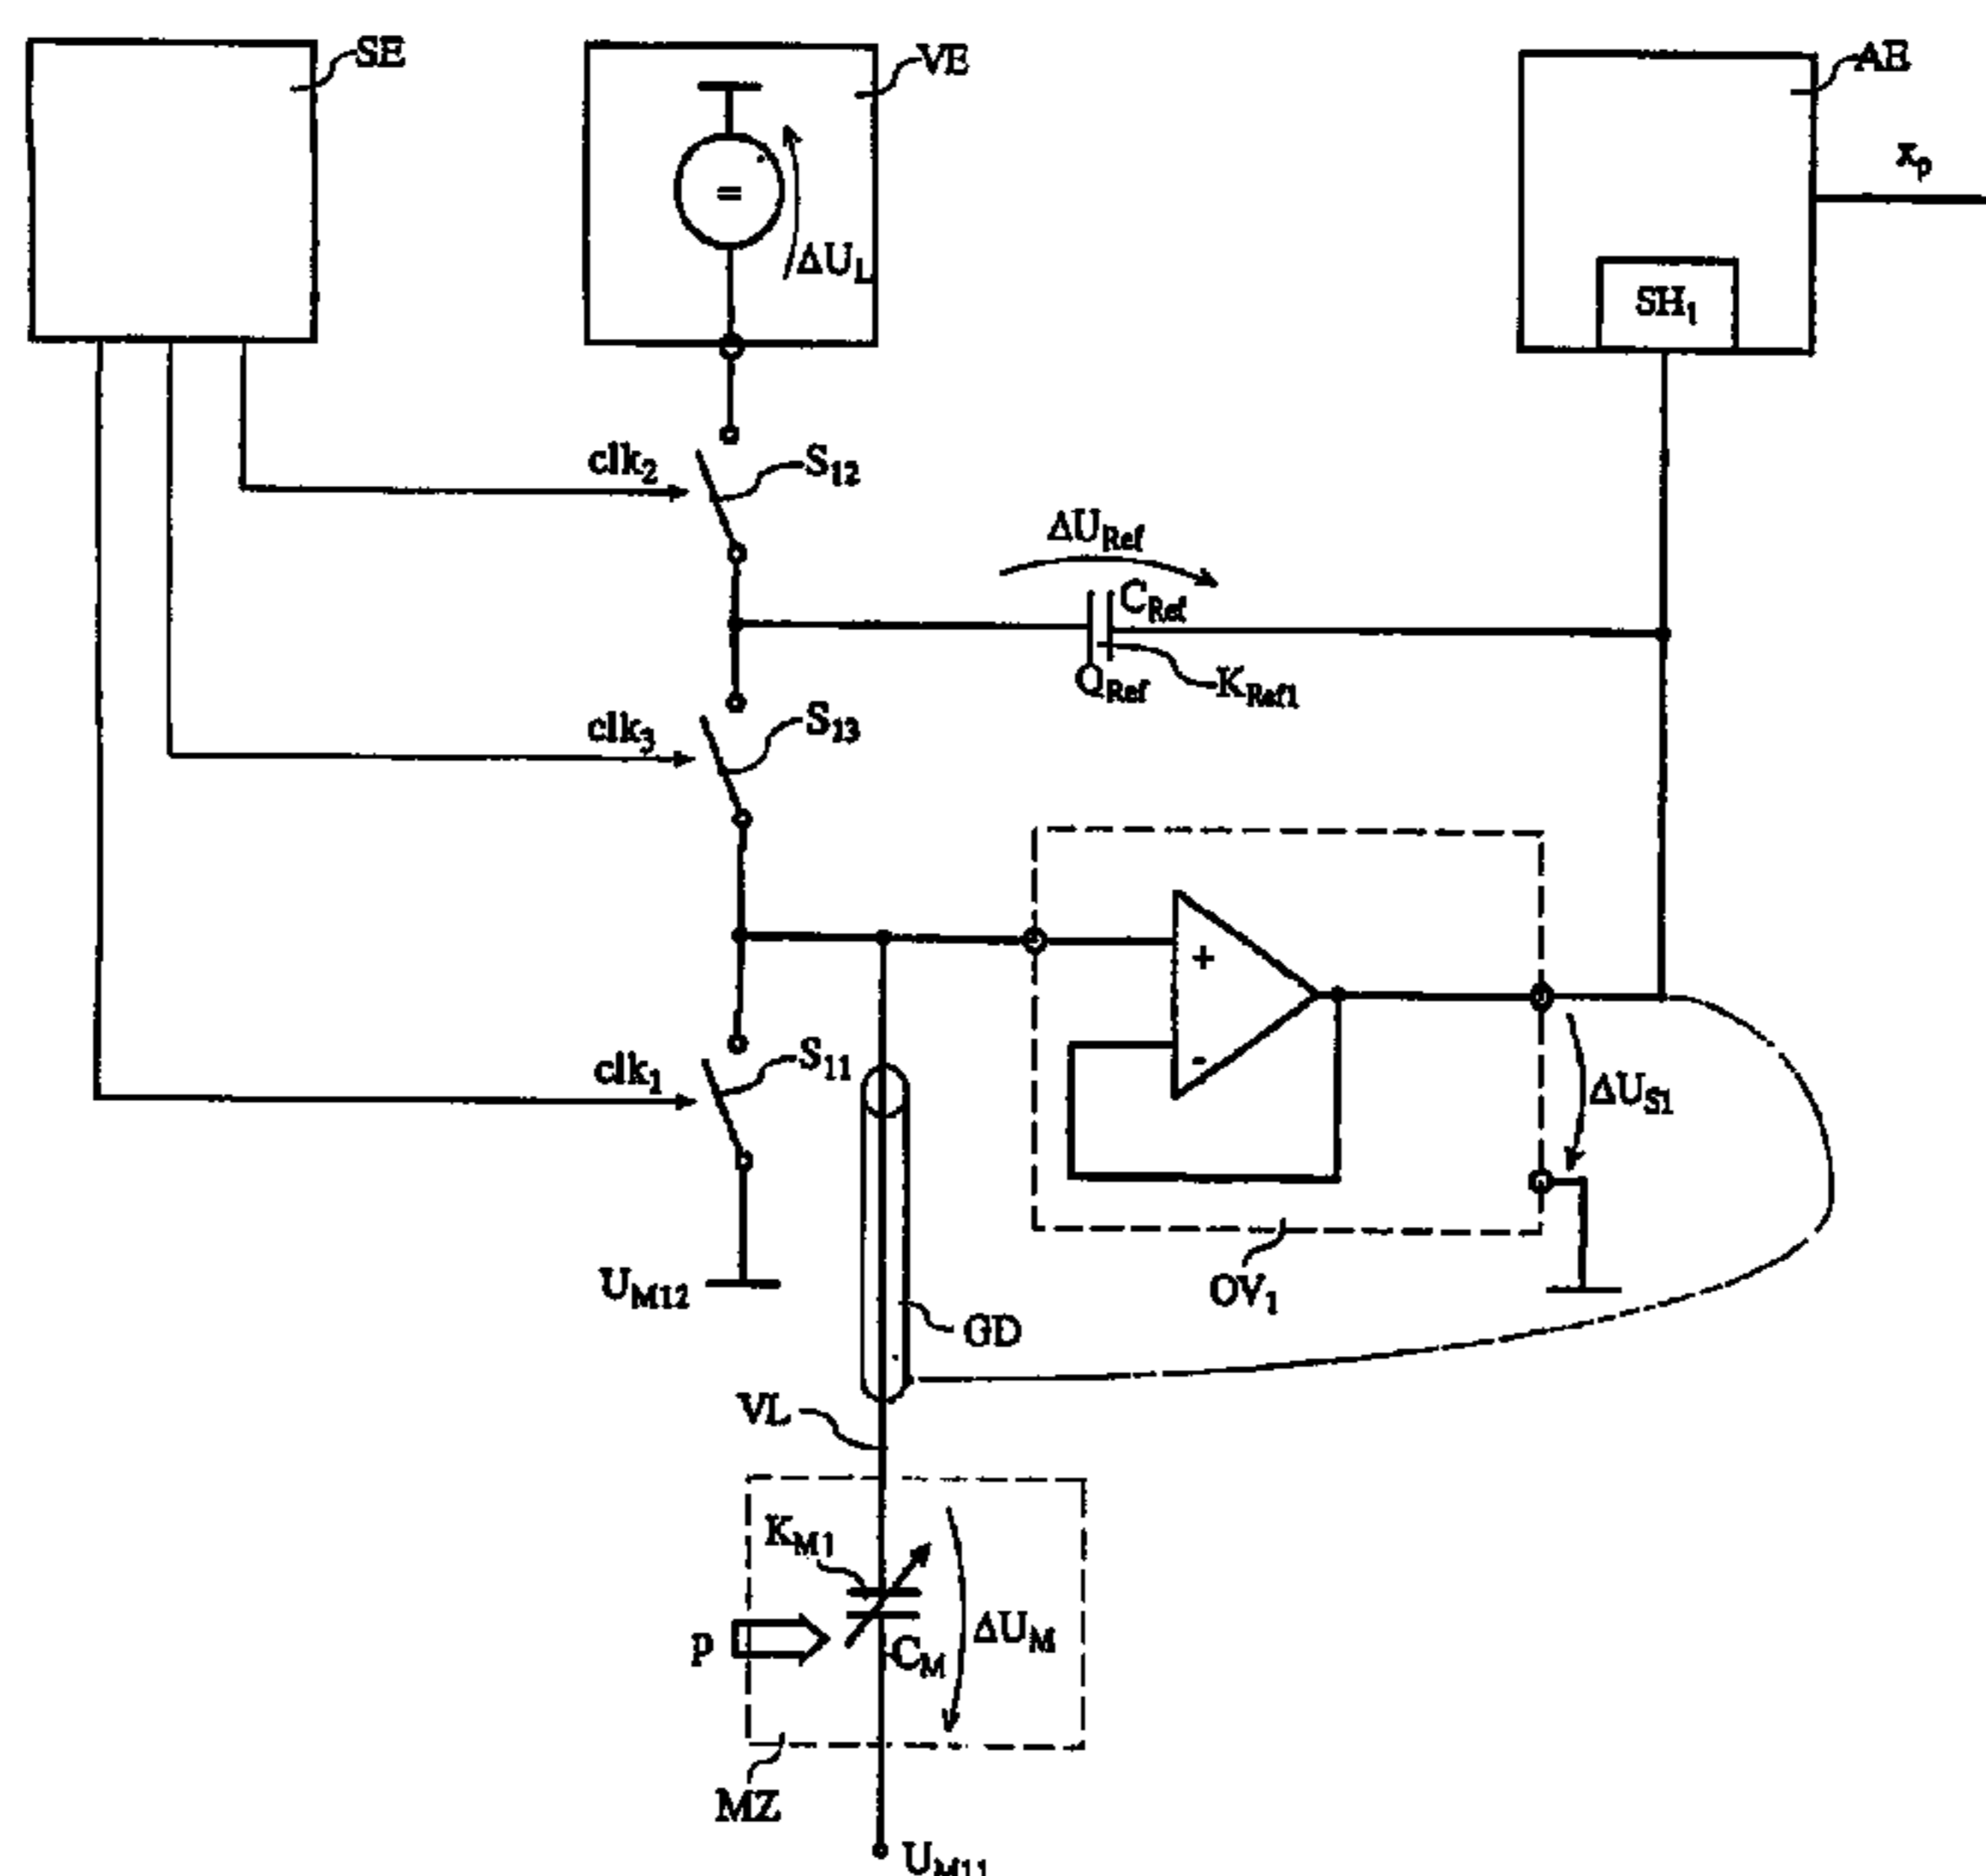 SE
VE
AE
x_p
=
ΔU_L
SH_1
clk_2
S_12
ΔU_Ref
C_Ref
Q_Ref
K_Ref1
clk_3
S_13
+
-
clk_1
S_11
ΔU_S1
U_M12
OV_1
GD
VL
K_M1
p
C_M
ΔU_M
MZ
U_M11